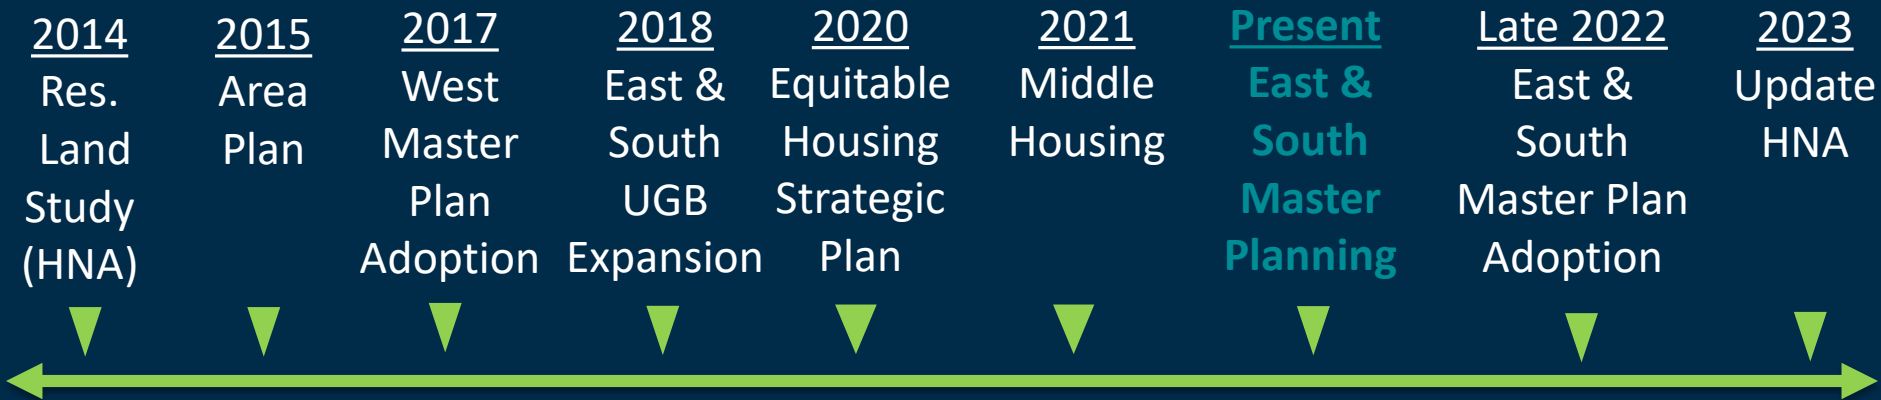 2014
Res.
Land
Study
(HNA)
2015
Area
Plan
2017
West
Master
Plan
Adoption
2018
East &
South
UGB
Expansion
2020
Equitable
Housing
Strategic
Plan
2021
Middle
Housing
Present
East &
South
Master
Planning
Late 2022
East &
South
Master Plan
Adoption
2023
Update
HNA